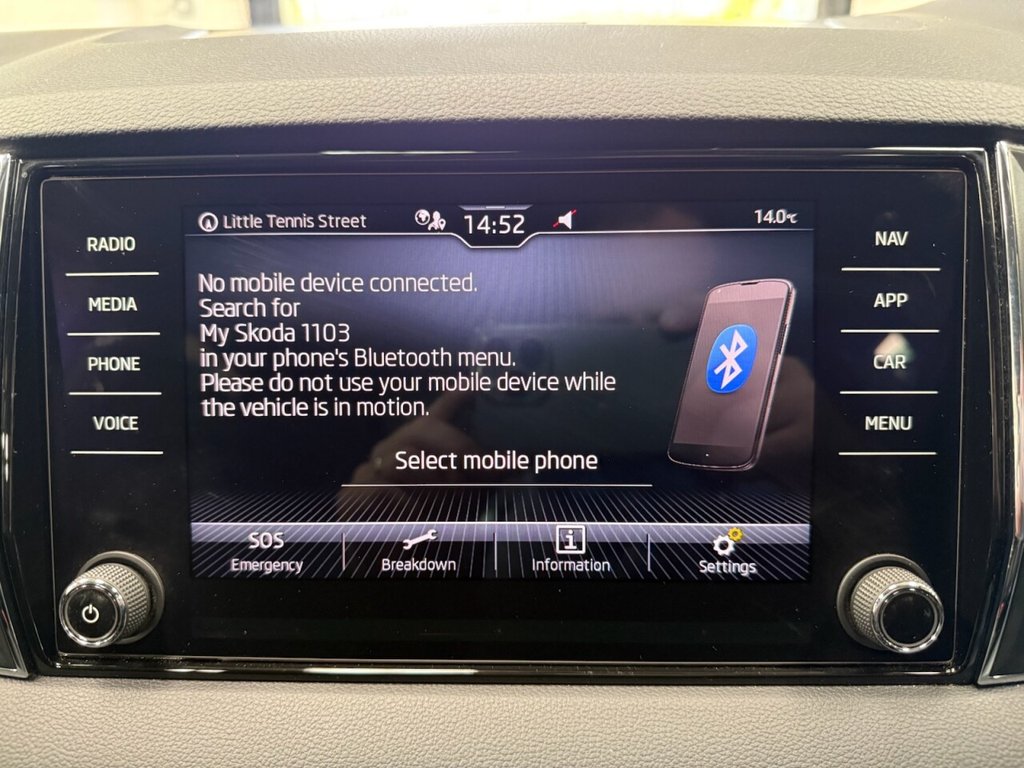 Little Tennis Street 14:52 14.0°C
RADIO
MEDIA
PHONE
VOICE
No mobile device connected.
Search for
My Skoda 1103
in your phone's Bluetooth menu.
Please do not use your mobile device while
the vehicle is in motion.
Select mobile phone
SOS
Emergency
Breakdown
Information
Settings
NAV
APP
CAR
MENU